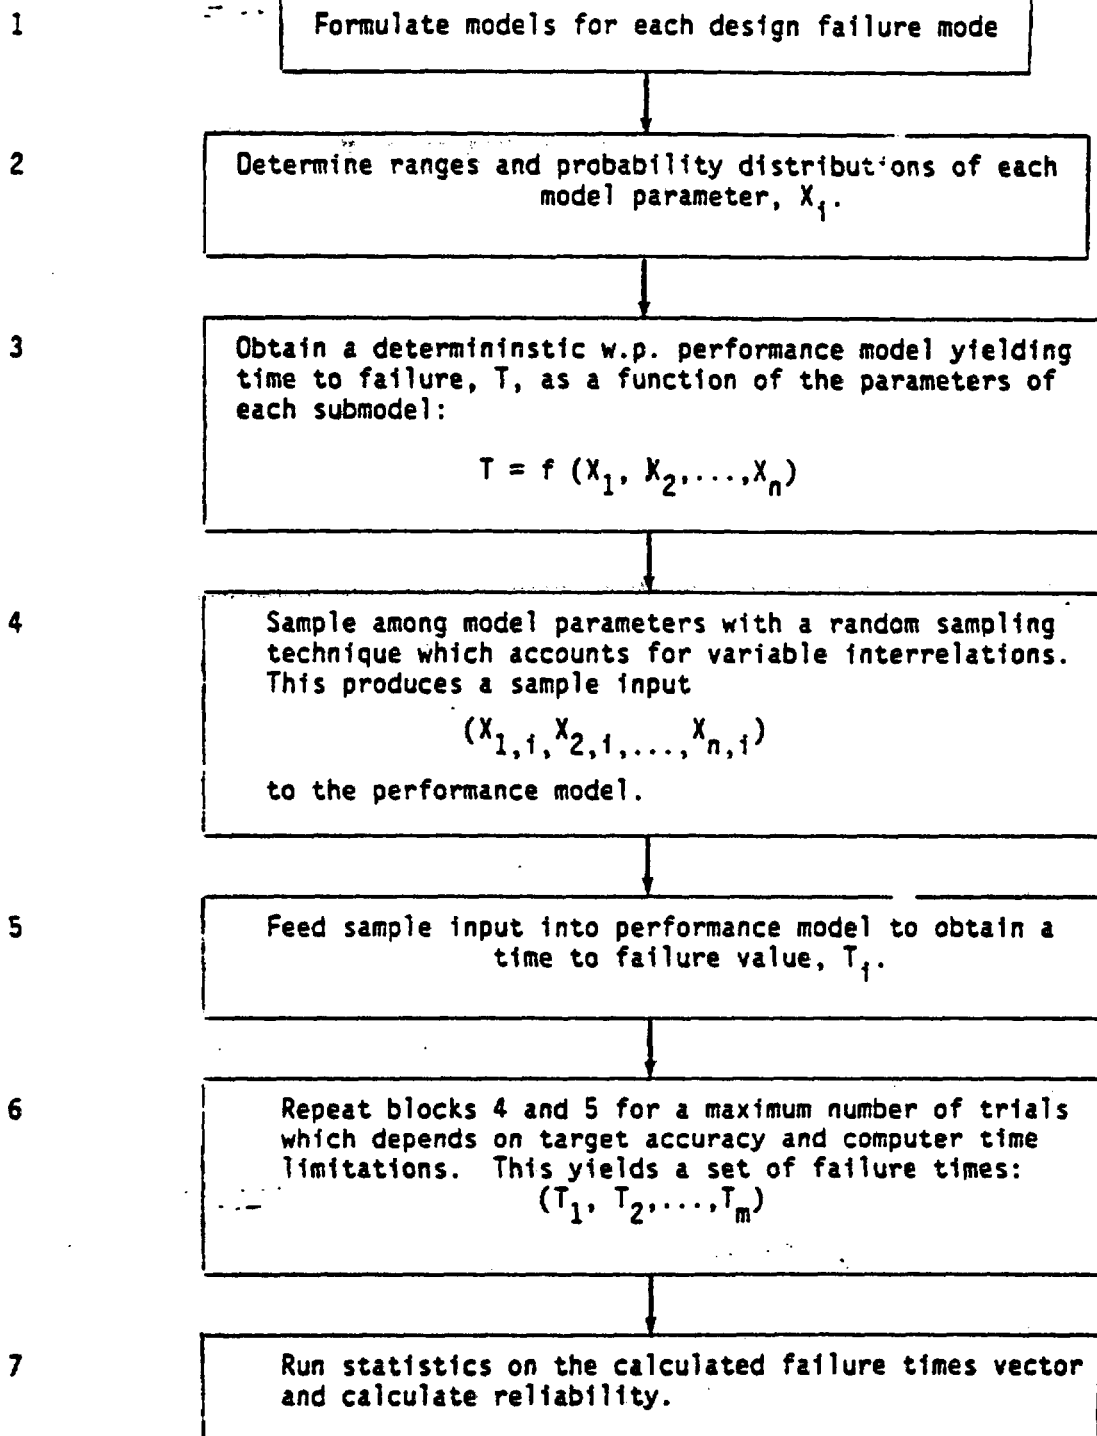 1
Formulate models for each design failure mode
2
Determine ranges and probability distributions of each
model parameter, X_i.
3
Obtain a determininstic w.p. performance model yielding
time to failure, T, as a function of the parameters of
each submodel:
T = f (X_1, X_2,...,X_n)
4
Sample among model parameters with a random sampling
technique which accounts for variable interrelations.
This produces a sample input
(X_1,i,X_2,i,...,X_n,i)
to the performance model.
5
Feed sample input into performance model to obtain a
time to failure value, T_i.
6
Repeat blocks 4 and 5 for a maximum number of trials
which depends on target accuracy and computer time
limitations. This yields a set of failure times:
(T_1, T_2,...,T_m)
7
Run statistics on the calculated failure times vector
and calculate reliability.